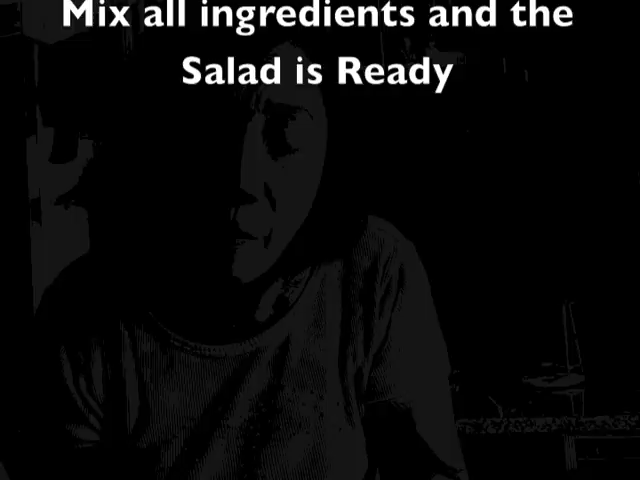 Mix all ingredients and the
Salad is Ready